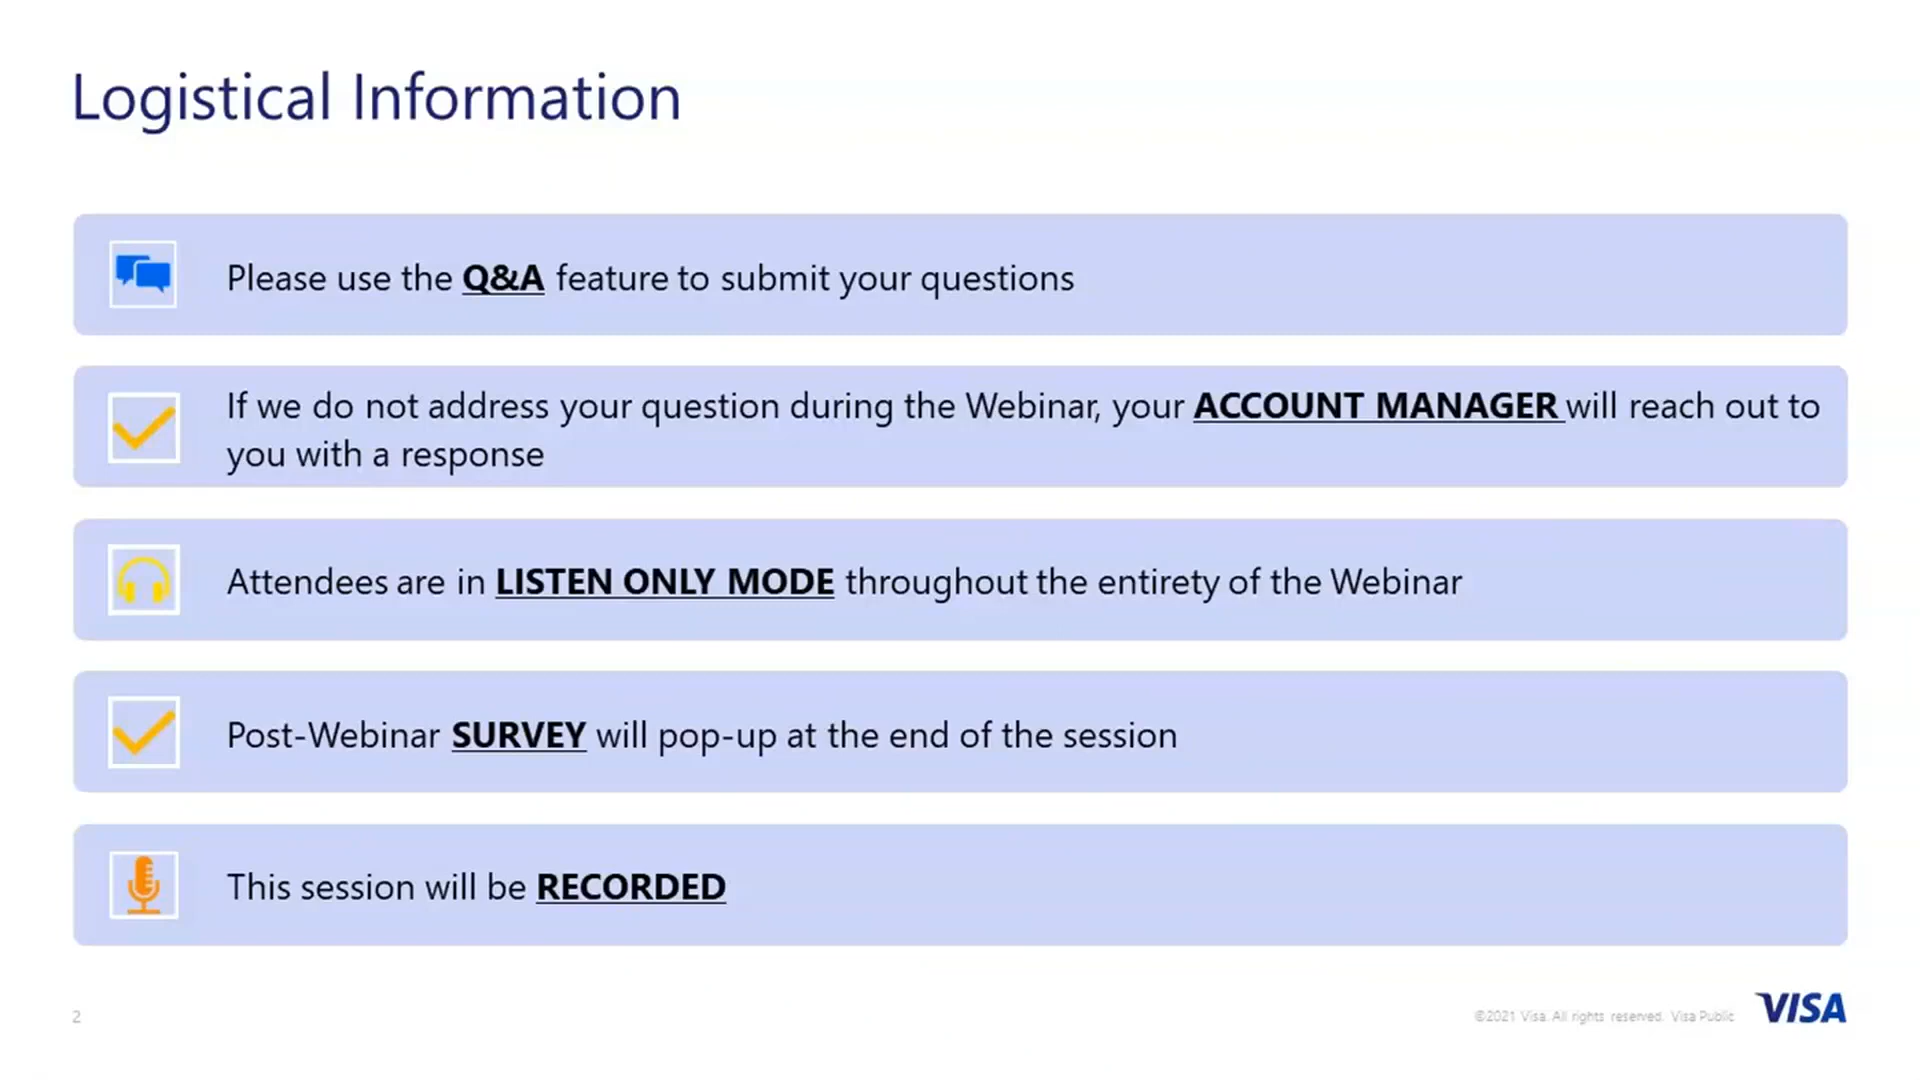 Logistical Information
Please use the Q&A feature to submit your questions
If we do not address your question during the Webinar, your ACCOUNT MANAGER will reach out to
you with a response
Attendees are in LISTEN ONLY MODE throughout the entirety of the Webinar
Post-Webinar SURVEY will pop-up at the end of the session
This session will be RECORDED
2
©2021 Visa. All rights reserved. Visa Public
VISA